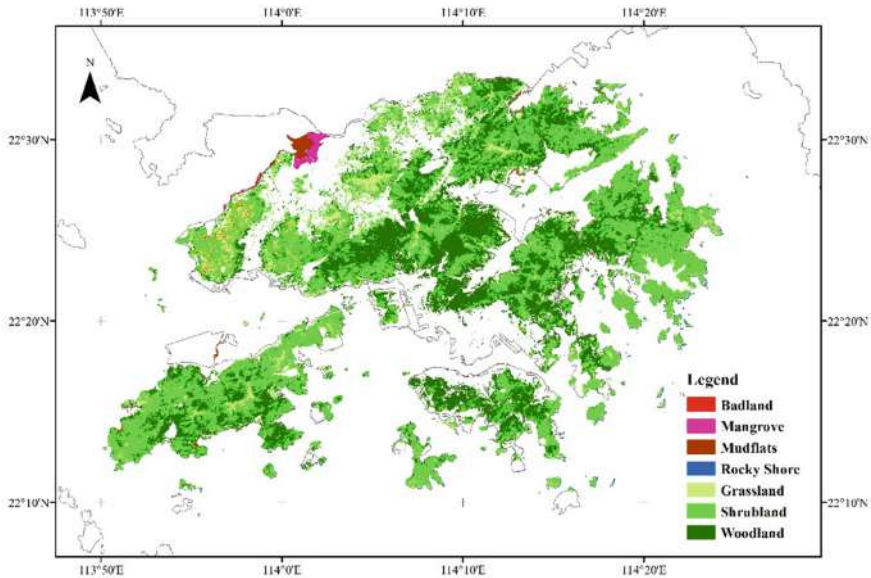 113°50'E 114°0'E 114°10'E 114°20'E
N
22°30'N 22°30'N
22°20'N 22°20'N
Legend
Badland
Mangrove
Mudflats
Rocky Shore
Grassland
Shrubland
Woodland
22°10'N 22°10'N
113°50'E 114°0'E 114°10'E 114°20'E